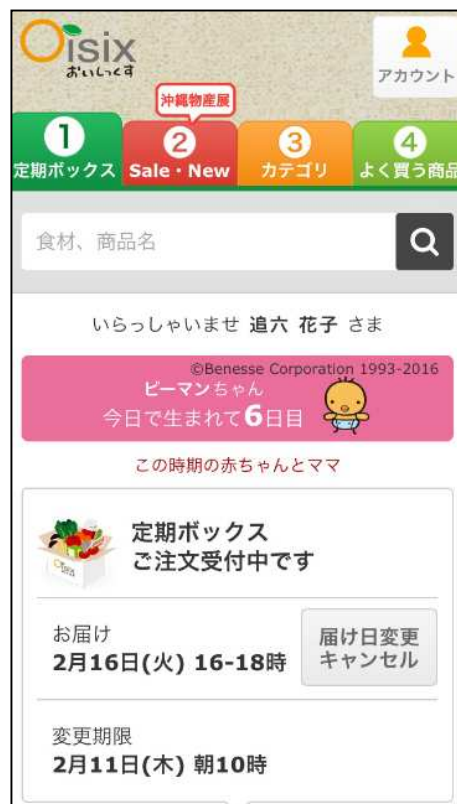 Oisix
おいしっくす
アカウント
沖縄物産展
1
定期ボックス
2
Sale・New
3
カテゴリ
4
よく買う商品
食材、商品名
いらっしゃいませ 追六 花子 さま
©Benesse Corporation 1993-2016
ピーマンちゃん
今日で生まれて6日目
この時期の赤ちゃんとママ
定期ボックス
ご注文受付中です
お届け
2月16日(火) 16-18時
届け日変更
キャンセル
変更期限
2月11日(木) 朝10時